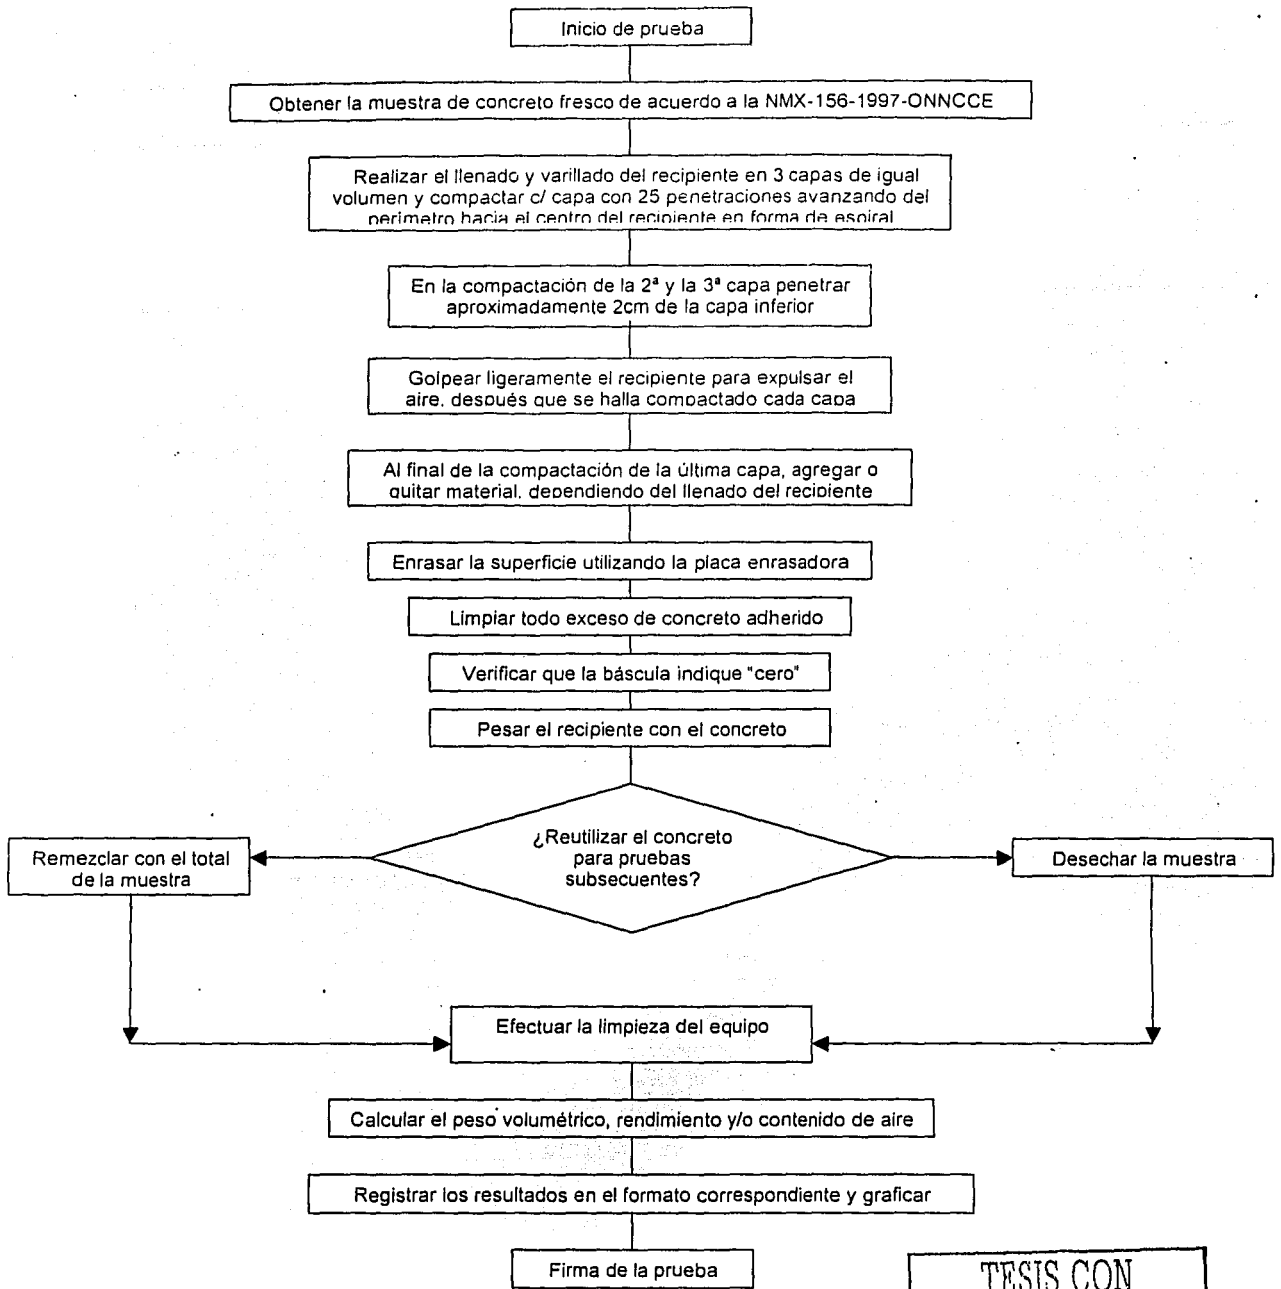 Inicio de prueba
Obtener la muestra de concreto fresco de acuerdo a la NMX-156-1997-ONNCCE
Realizar el llenado y varillado del recipiente en 3 capas de igual
volumen y compactar c/ capa con 25 penetraciones avanzando del
perímetro hacia el centro del recipiente en forma de espiral
En la compactación de la 2ª y la 3ª capa penetrar
aproximadamente 2cm de la capa inferior
Golpear ligeramente el recipiente para expulsar el
aire, después que se halla compactado cada capa
Al final de la compactación de la última capa, agregar o
quitar material, dependiendo del llenado del recipiente
Enrasar la superficie utilizando la placa enrasadora
Limpiar todo exceso de concreto adherido
Verificar que la báscula indique "cero"
Pesar el recipiente con el concreto
¿Reutilizar el concreto
para pruebas
subsecuentes?
Remezclar con el total
de la muestra
Desechar la muestra
Efectuar la limpieza del equipo
Calcular el peso volumétrico, rendimiento y/o contenido de aire
Registrar los resultados en el formato correspondiente y graficar
Firma de la prueba
TESIS CON